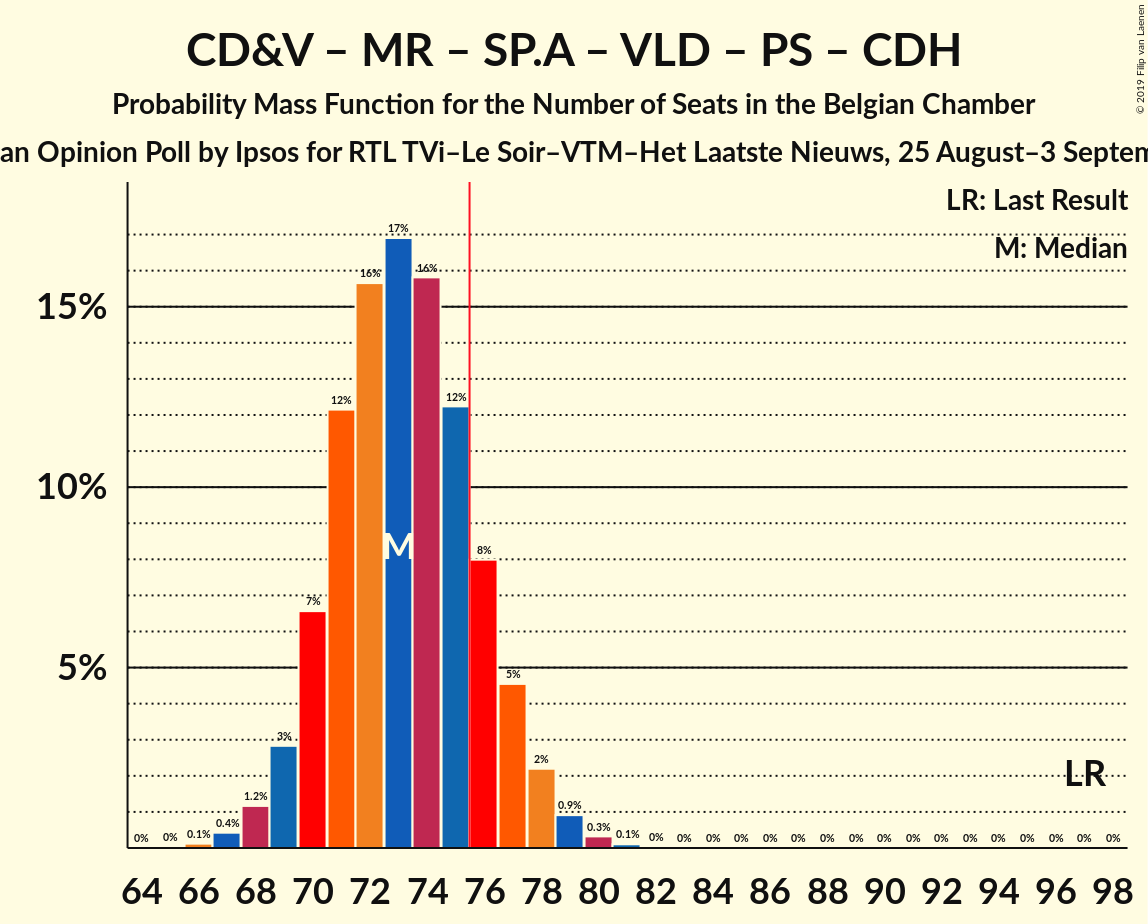 CD&V – MR – SP.A – VLD – PS – CDH
Probability Mass Function for the Number of Seats in the Belgian Chamber
an Opinion Poll by Ipsos for RTL TVi–Le Soir–VTM–Het Laatste Nieuws, 25 August–3 Septem
© 2019 Filip van Laenen
LR: Last Result
M: Median
15%
10%
5%
0% 0% 0.1% 0.4% 1.2% 3% 7% 12% 16% 17% 16% 12% 8% 5% 2% 0.9% 0.3% 0.1% 0% 0% 0% 0% 0% 0% 0% 0% 0% 0% 0% 0% 0% 0% 0% 0% 0%
M
LR
64 66 68 70 72 74 76 78 80 82 84 86 88 90 92 94 96 98